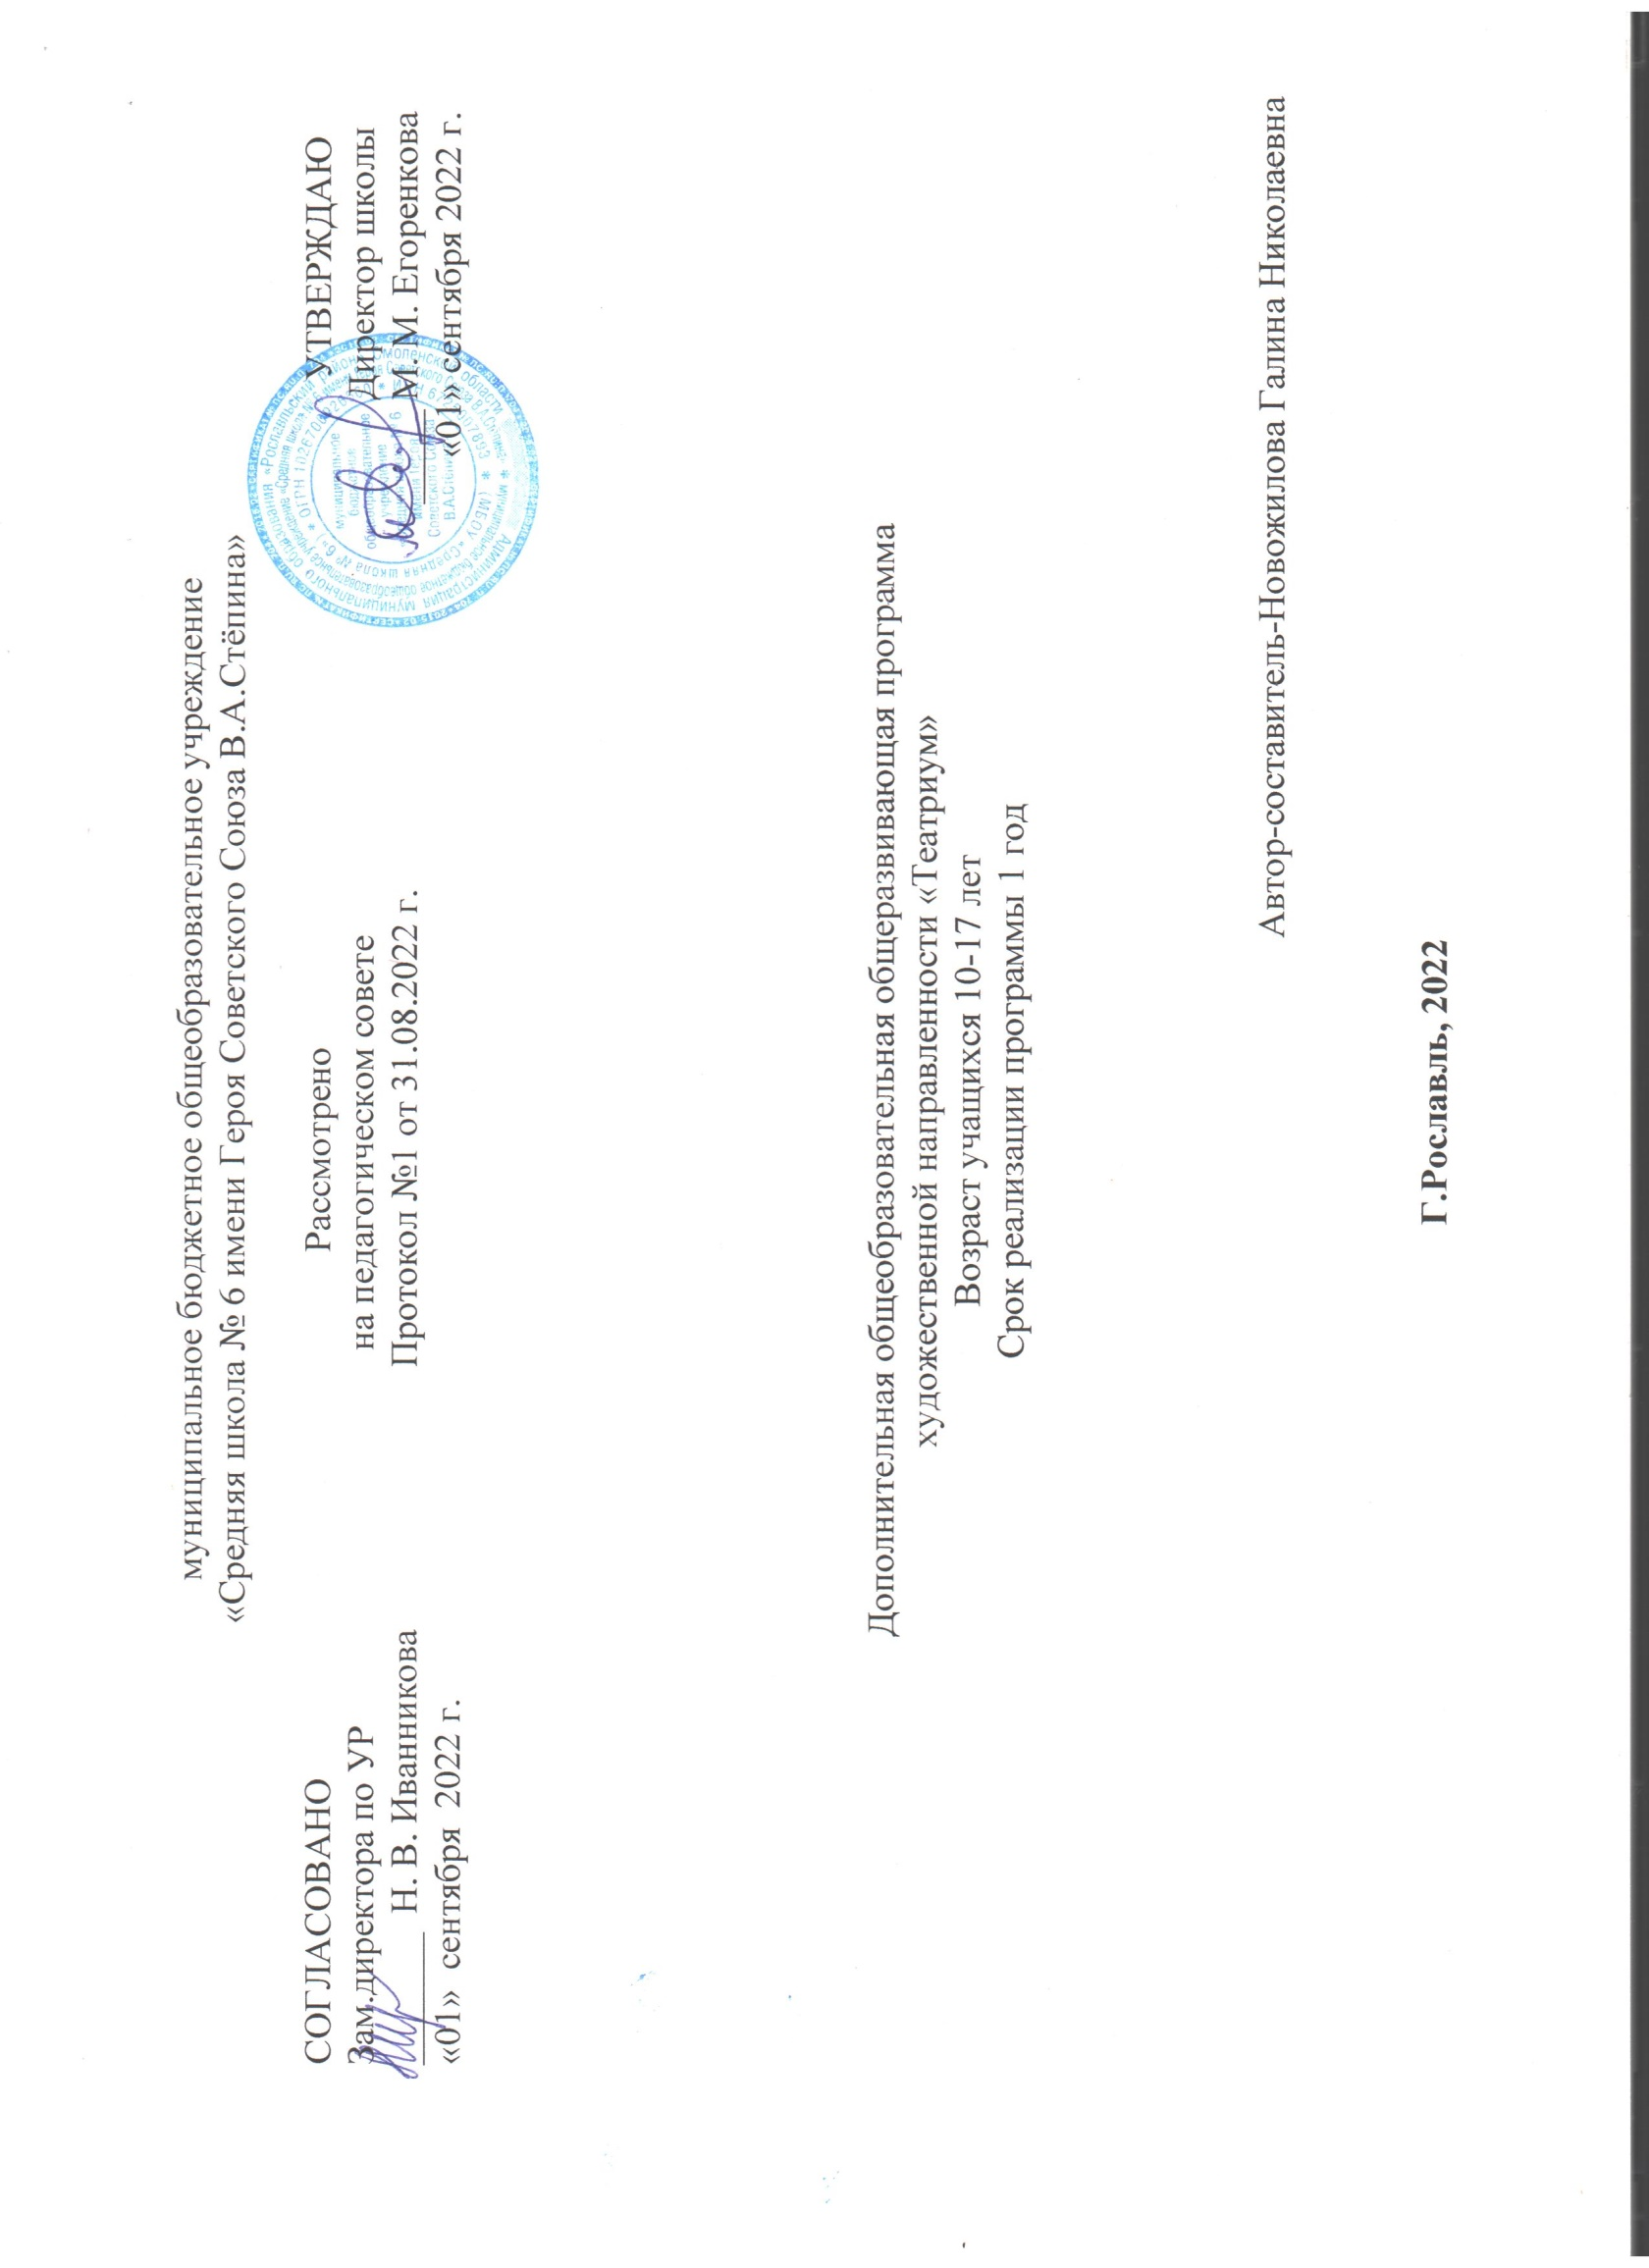 муниципальное бюджетное общеобразовательное учреждение
«Средняя школа № 6 имени Героя Советского Союза В.А.Стёпина»
СОГЛАСОВАНО
Зам.директора по УР
Н. В. Иванникова
«01» сентября 2022 г.
Рассмотрено
на педагогическом совете
Протокол №1 от 31.08.2022 г.
УТВЕРЖДАЮ
Директор школы
М. М. Егоренкова
«01» сентября 2022 г.
Дополнительная общеобразовательная общеразвивающая программа
художественной направленности «Театриум»
Возраст учащихся 10-17 лет
Срок реализации программы 1 год
Автор-составитель-Новожилова Галина Николаевна
Г.Рославль, 2022